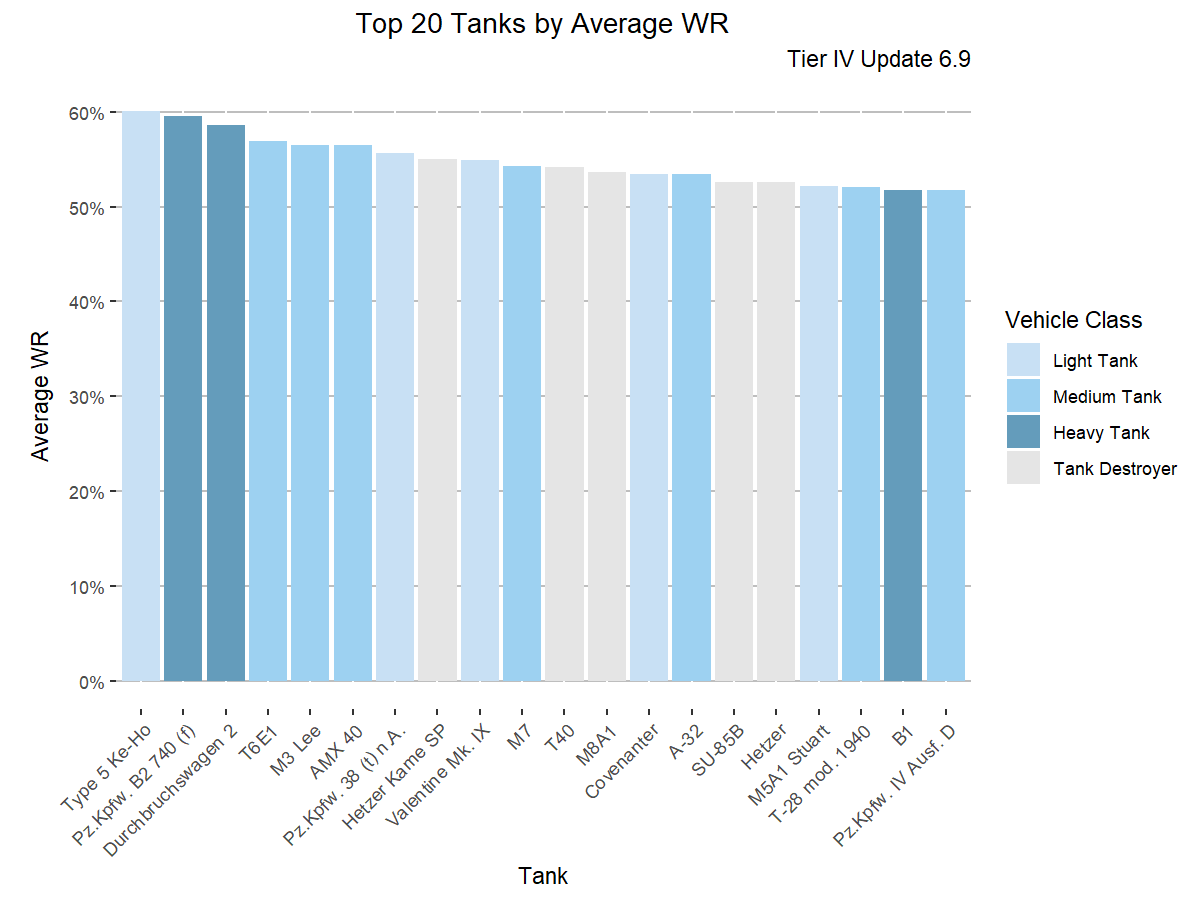 Top 20 Tanks by Average WR
Tier IV Update 6.9
60%
50%
40%
30%
20%
10%
0%
Average WR
Type 5 Ke-Ho
Pz.Kpfw. B2 740 (f)
Durchbruchswagen 2
T6E1
M3 Lee
AMX 40
Pz.Kpfw. 38 (t) n.A.
Hetzer Kame SP
Valentine Mk. IX
M7
T40
M8A1
Covenanter
A-32
SU-85B
Hetzer
M5A1 Stuart
T-28 mod. 1940
B1
Pz.Kpfw. IV Ausf. D
Tank
Vehicle Class
Light Tank
Medium Tank
Heavy Tank
Tank Destroyer